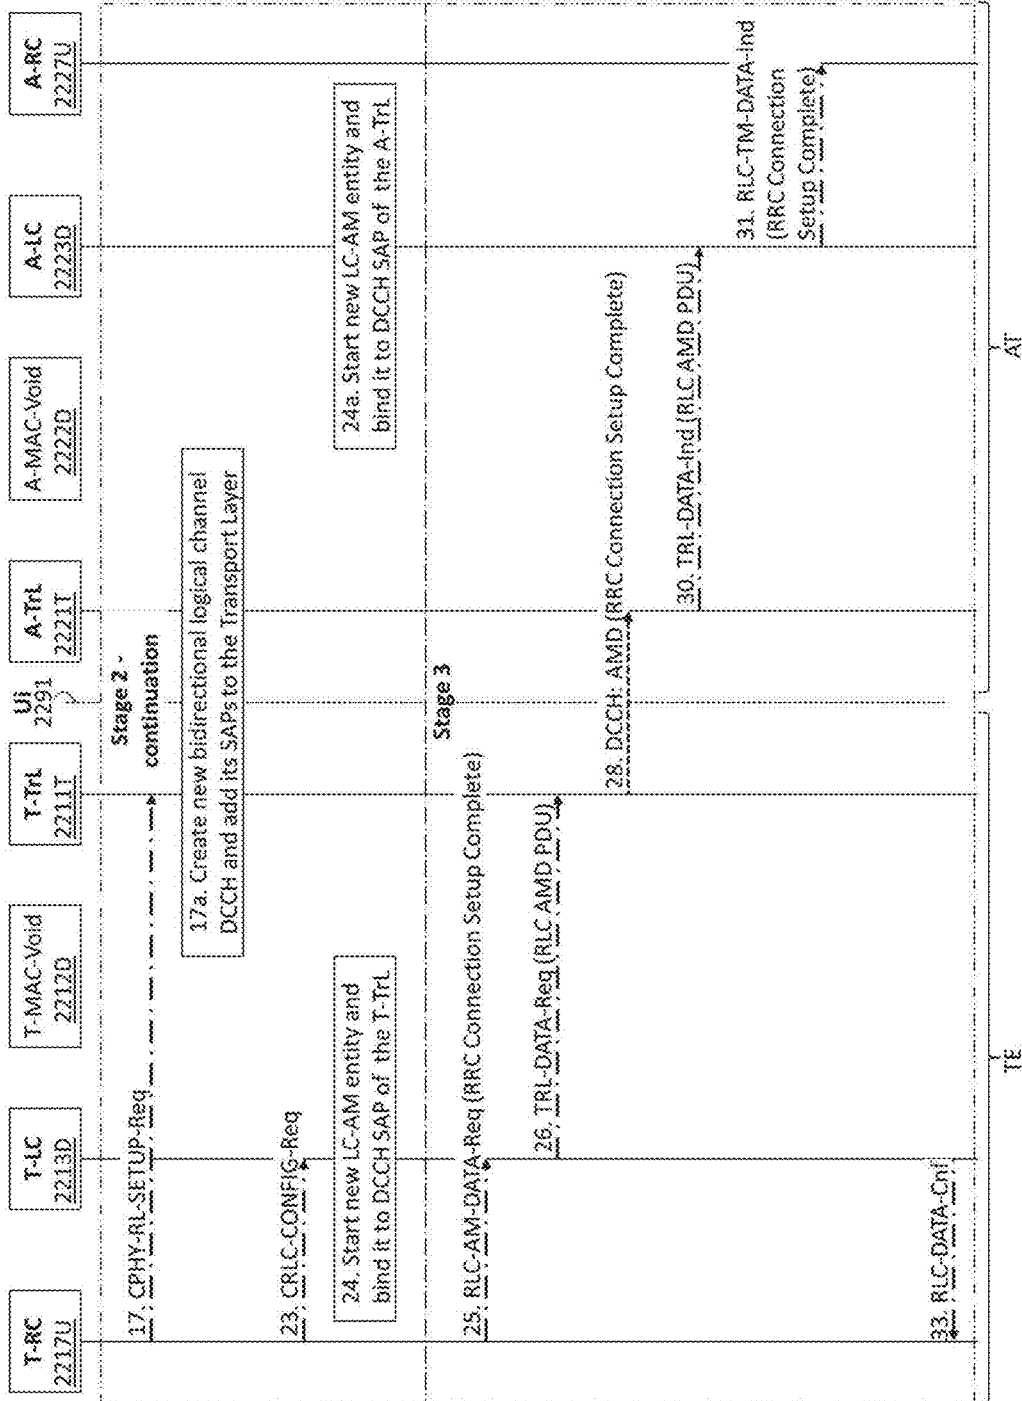 T-RC
2217U
T-LC
2213D
T-MAC-Void
2212D
T-TrL
2211T
Ui
2291
A-TrL
2221T
A-MAC-Void
2222D
A-LC
2223D
A-RC
2227U
17. CPHY-RL-SETUP-Req
Stage 2 -
continuation
17a. Create new bidirectional logical channel
DCCH and add its SAPs to the Transport Layer
23. CRLC-CONFIG-Req
24. Start new LC-AM entity and
bind it to DCCH SAP of the T-TrL
24a. Start new LC-AM entity and
bind it to DCCH SAP of the A-TrL
Stage 3
25. RLC-AM-DATA-Req (RRC Connection Setup Complete)
26. TRL-DATA-Req (RLC AMD PDU)
28. DCCH: AMD (RRC Connection Setup Complete)
30. TRL-DATA-Ind (RLC AMD PDU)
31. RLC-TM-DATA-Ind
(RRC Connection
Setup Complete)
33. RLC-DATA-Cnf
TE
AT